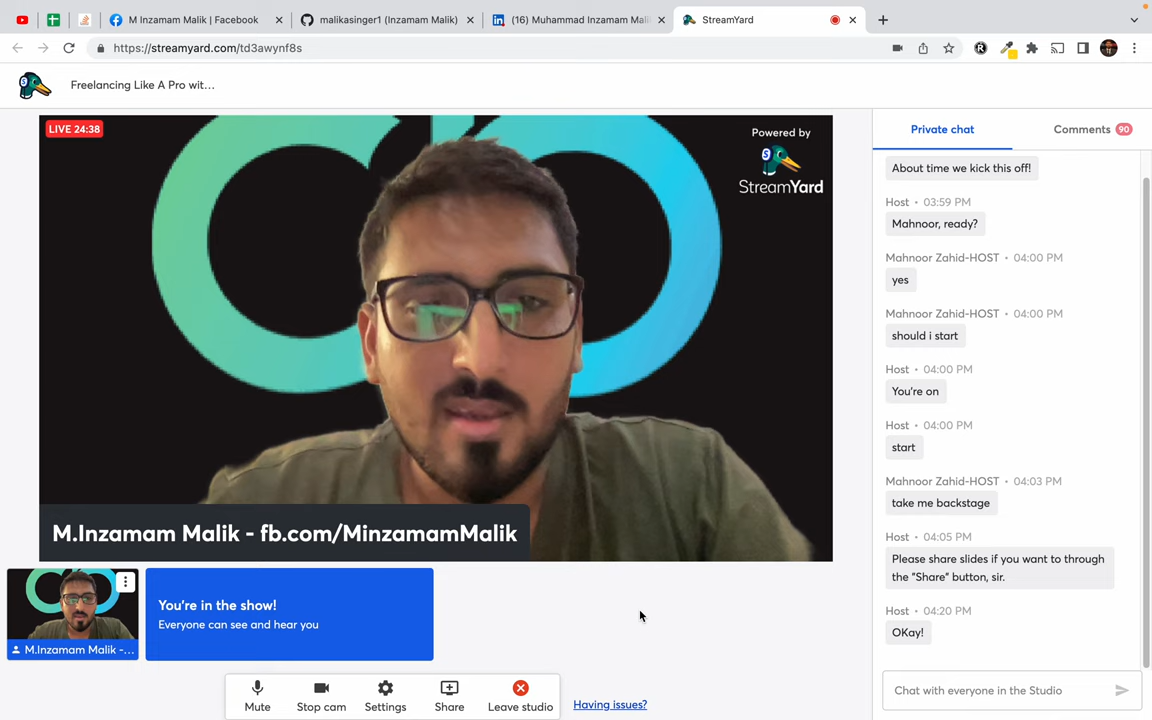 M Inzamam Malik | Facebook
malikasinger1 (Inzamam Malik)
(16) Muhammad Inzamam Malik
StreamYard
https://streamyard.com/td3awynf8s
Freelancing Like A Pro wit...
LIVE 24:38
Powered by
StreamYard
M.Inzamam Malik - fb.com/MinzamamMalik
M.Inzamam Malik -...
You're in the show!
Everyone can see and hear you
Mute
Stop cam
Settings
Share
Leave studio
Having issues?
Private chat
Comments 90
About time we kick this off!
Host • 03:59 PM
Mahnoor, ready?
Mahnoor Zahid-HOST • 04:00 PM
yes
Mahnoor Zahid-HOST • 04:00 PM
should i start
Host • 04:00 PM
You're on
Host • 04:00 PM
start
Mahnoor Zahid-HOST • 04:03 PM
take me backstage
Host • 04:05 PM
Please share slides if you want to through
the "Share" button, sir.
Host • 04:20 PM
OKay!
Chat with everyone in the Studio